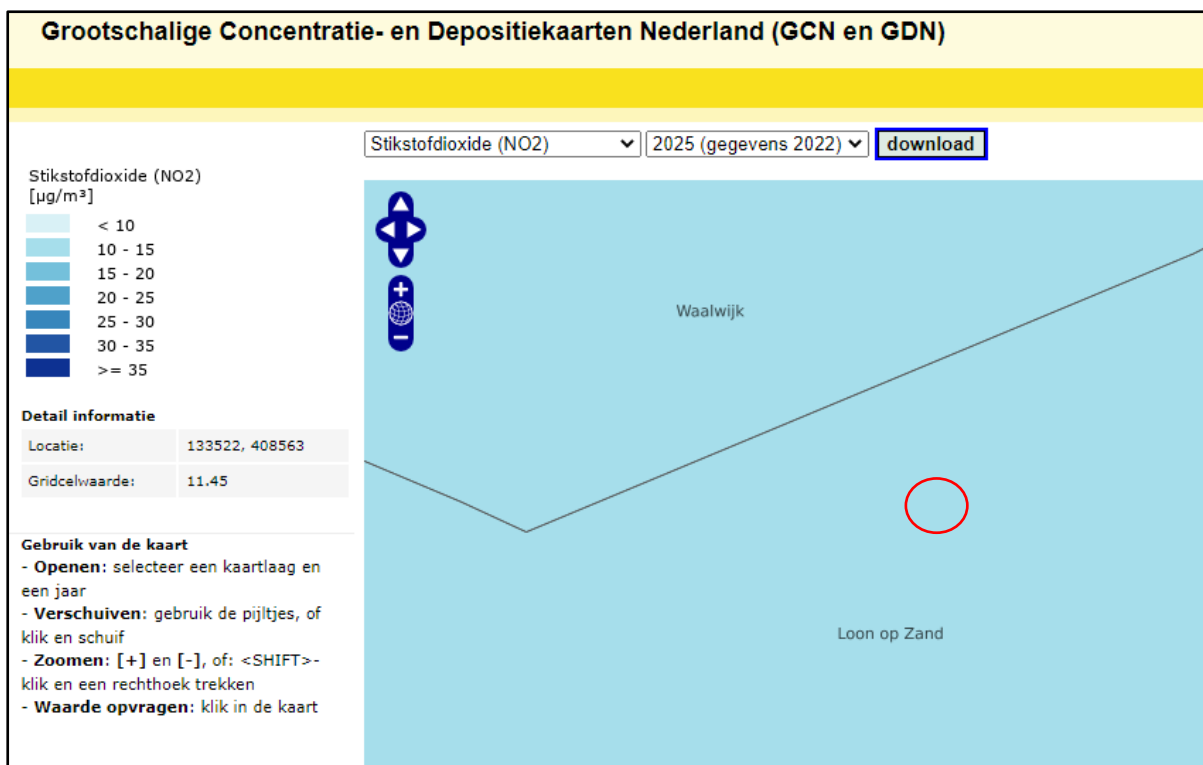 Grootschalige Concentratie- en Depositiekaarten Nederland (GCN en GDN)
Stikstofdioxide (NO2) 2025 (gegevens 2022) download
Stikstofdioxide (NO2)
[µg/m³]
< 10
10 - 15
15 - 20
20 - 25
25 - 30
30 - 35
>= 35
Detail informatie
Locatie: 133522, 408563
Gridcelwaarde: 11.45
Gebruik van de kaart
- Openen: selecteer een kaartlaag en
een jaar
- Verschuiven: gebruik de pijltjes, of
klik en schuif
- Zoomen: [+] en [-], of: <SHIFT>-
klik en een rechthoek trekken
- Waarde opvragen: klik in de kaart
Waalwijk
Loon op Zand